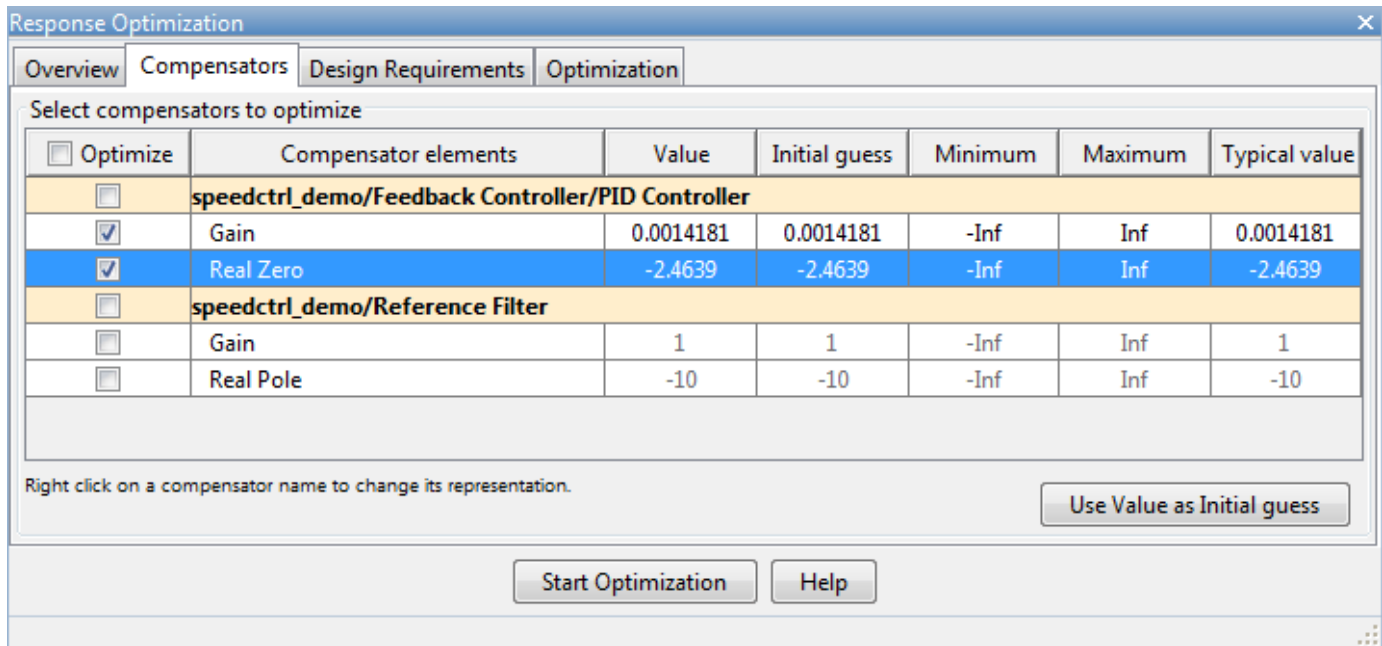 Response Optimization
Overview Compensators Design Requirements Optimization
Select compensators to optimize
Optimize Compensator elements Value Initial guess Minimum Maximum Typical value
speedctrl_demo/Feedback Controller/PID Controller
Gain 0.0014181 0.0014181 -Inf Inf 0.0014181
Real Zero -2.4639 -2.4639 -Inf Inf -2.4639
speedctrl_demo/Reference Filter
Gain 1 1 -Inf Inf 1
Real Pole -10 -10 -Inf Inf -10
Right click on a compensator name to change its representation.
Use Value as Initial guess
Start Optimization Help